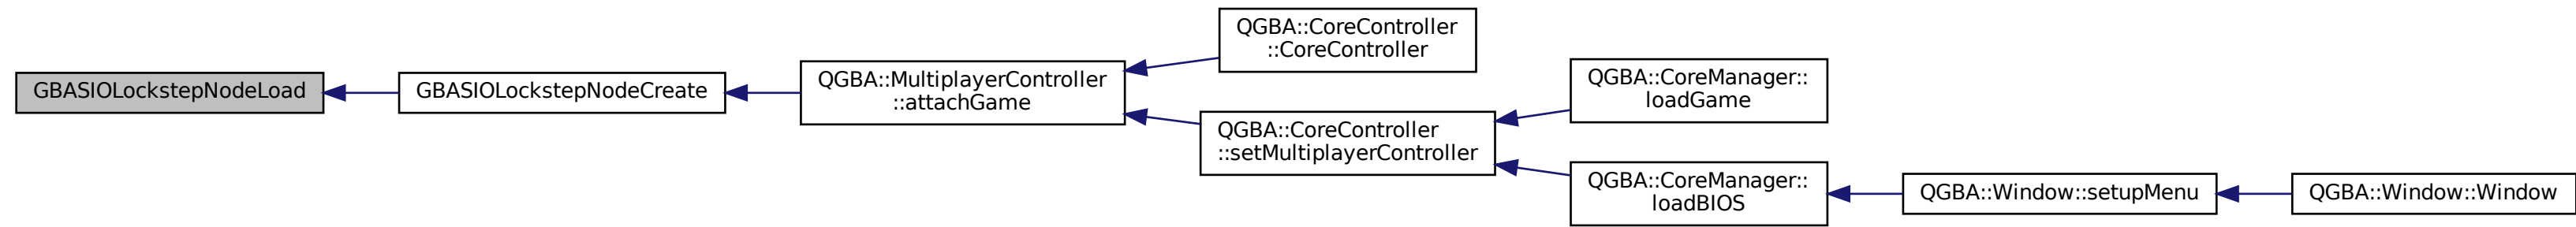 GBASIOLockstepNodeLoad
GBASIOLockstepNodeCreate
QGBA::MultiplayerController
::attachGame
QGBA::CoreController
::CoreController
QGBA::CoreController
::setMultiplayerController
QGBA::CoreManager::
loadGame
QGBA::CoreManager::
loadBIOS
QGBA::Window::setupMenu
QGBA::Window::Window